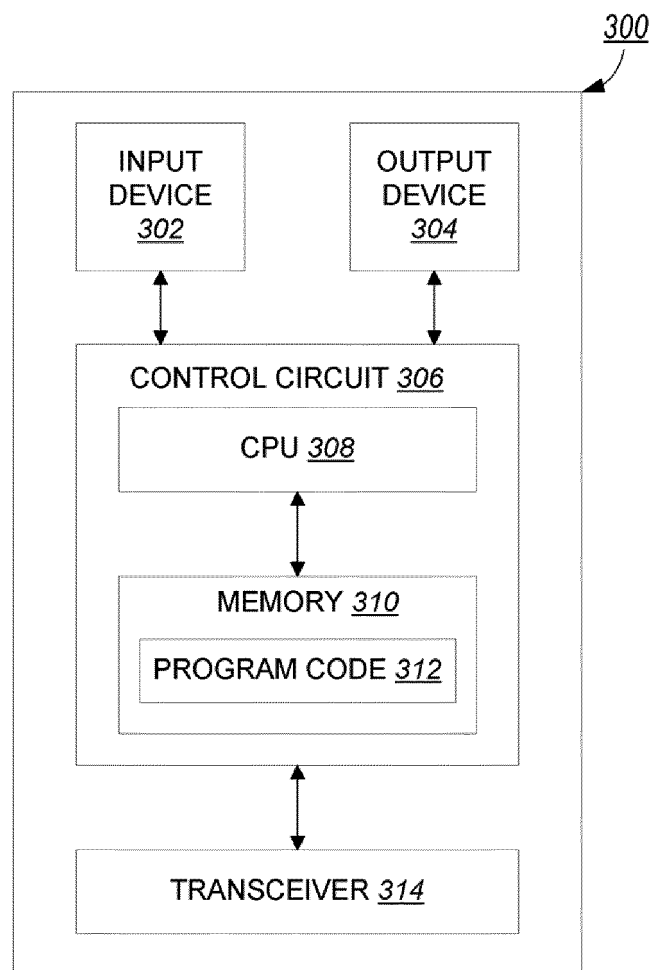 300
INPUT
DEVICE
302
OUTPUT
DEVICE
304
CONTROL CIRCUIT 306
CPU 308
MEMORY 310
PROGRAM CODE 312
TRANSCEIVER 314